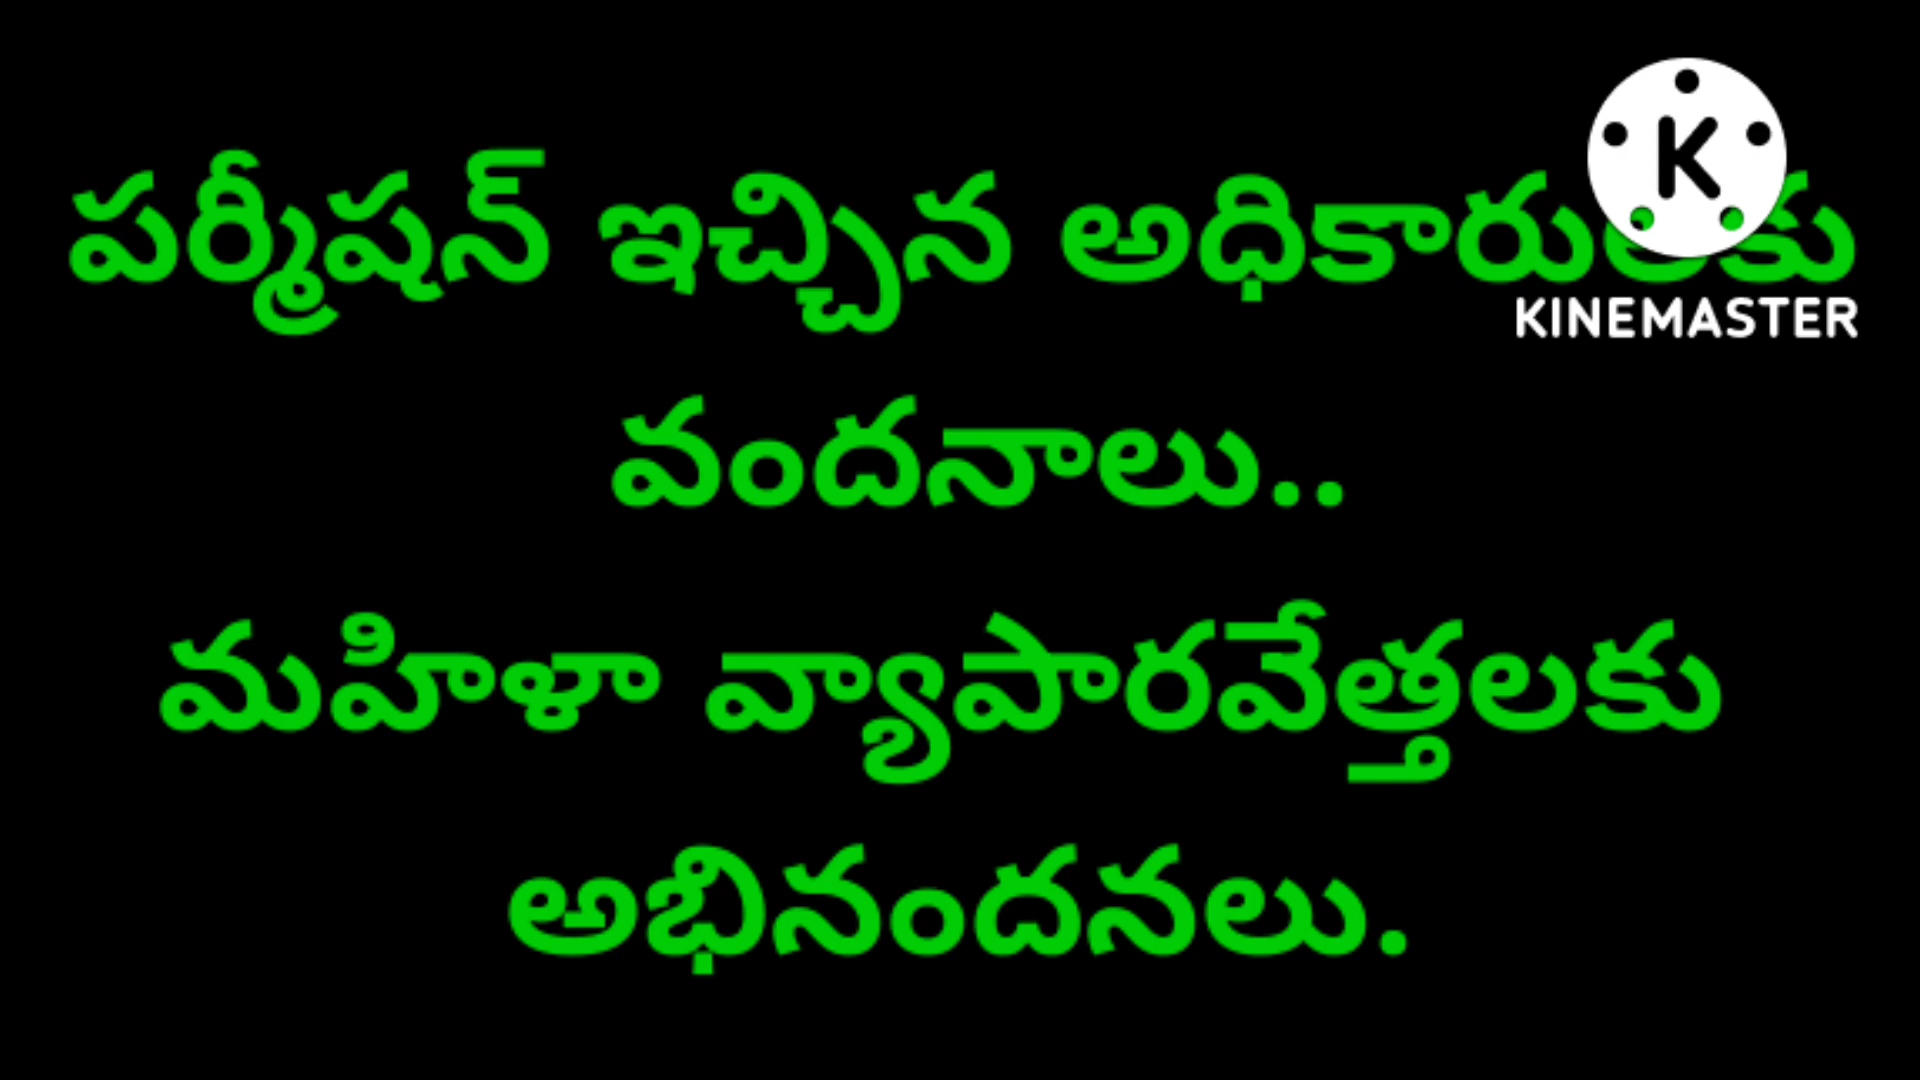 పర్మీషన్ ఇచ్చిన అధికారులకు
వందనాలు..
మహిళా వ్యాపారవేత్తలకు
అభినందనలు.
K
KINEMASTER